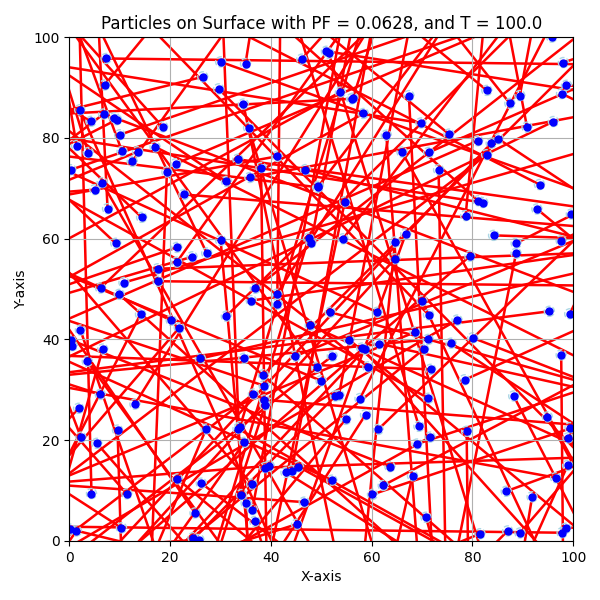 Particles on Surface with PF = 0.0628, and T = 100.0
100
80
60
40
20
0
Y-axis
0 20 40 60 80 100
X-axis